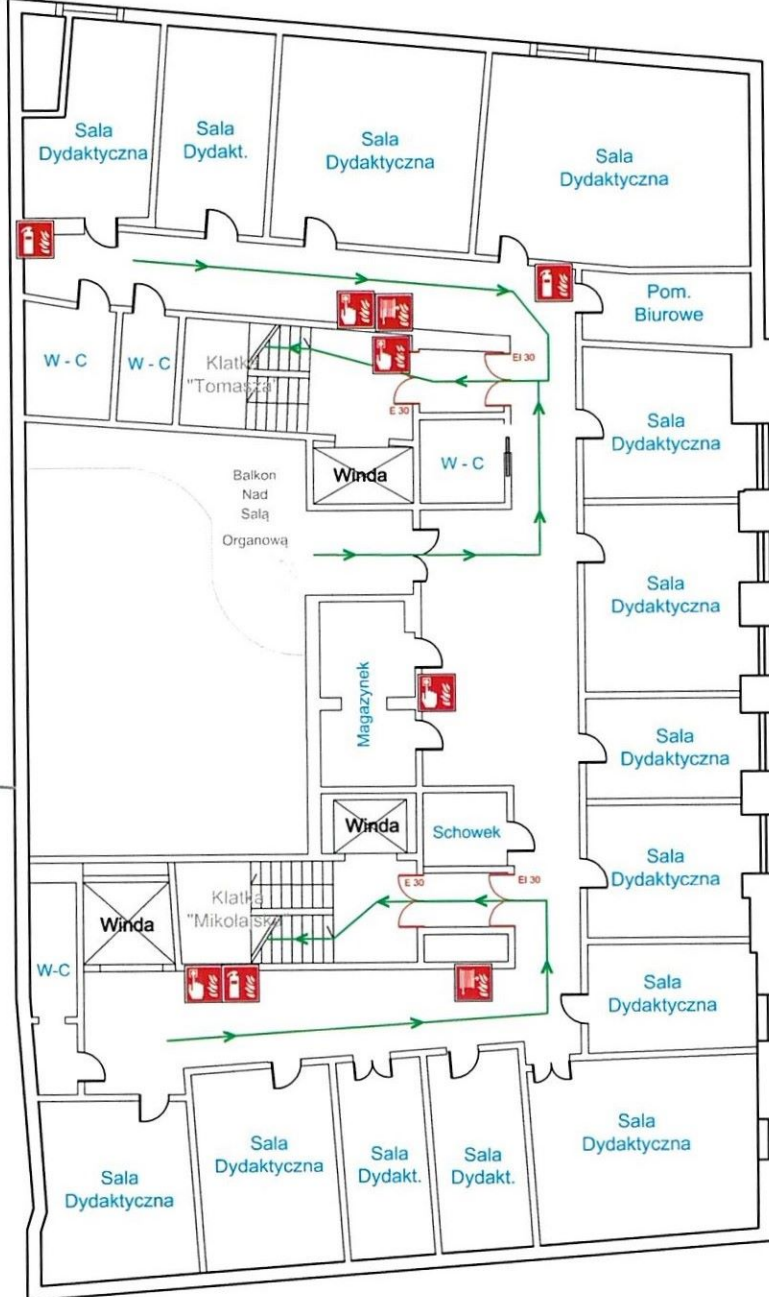 Sala
Dydaktyczna
Sala
Dydakt.
Sala
Dydaktyczna
Sala
Dydaktyczna
Pom.
Biurowe
W - C
W - C
Klatka
"Tomasza"
EI 30
E 30
Sala
Dydaktyczna
W - C
Winda
Balkon
Nad
Salą
Organową
Sala
Dydaktyczna
Magazynek
Sala
Dydaktyczna
Winda
Schowek
Sala
Dydaktyczna
E 30
EI 30
Klatka
"Mikołajska"
Winda
W-C
Sala
Dydaktyczna
Sala
Dydaktyczna
Sala
Dydaktyczna
Sala
Dydakt.
Sala
Dydakt.
Sala
Dydaktyczna